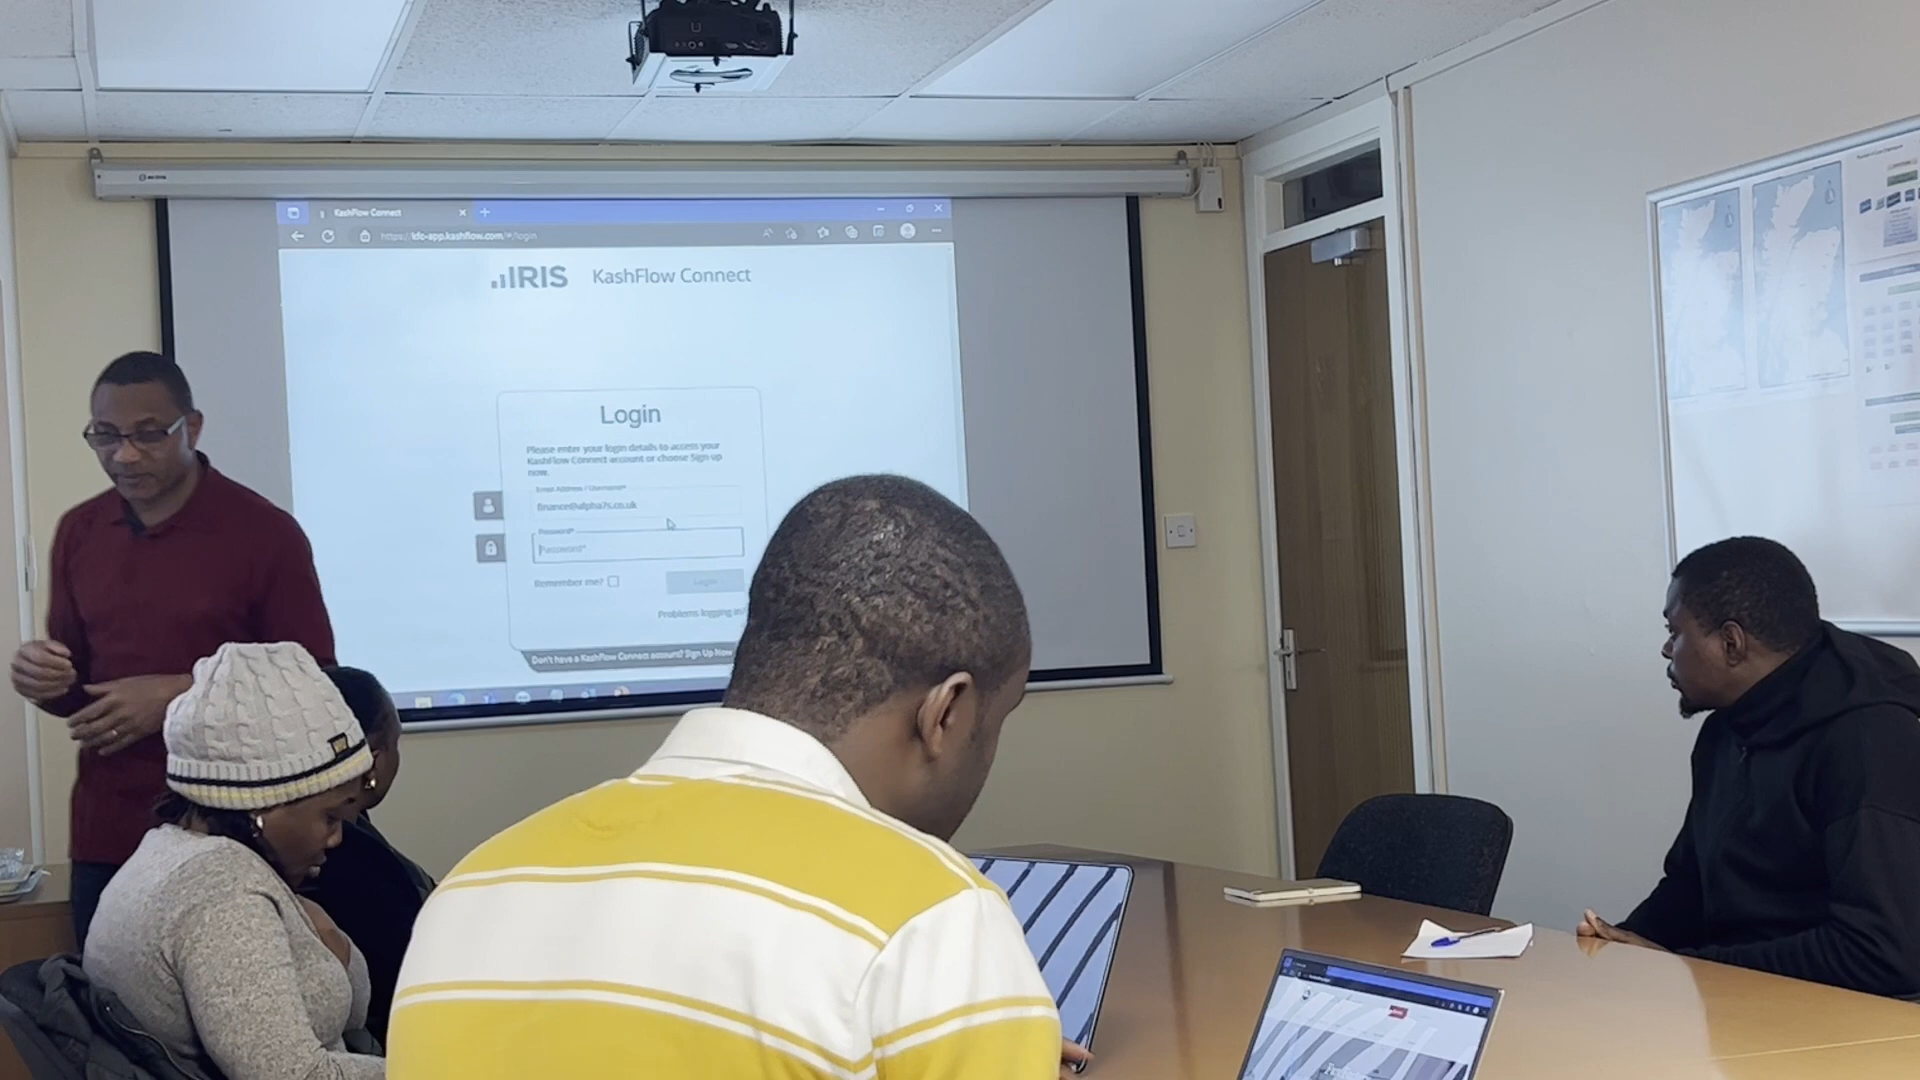 KashFlow Connect
https://kfc-app.kashflow.com/#/login
IRIS KashFlow Connect
Login
Please enter your login details to access your
KashFlow Connect account or choose Sign up
now.
Email Address / Username*
finance@alpha7s.co.uk
Password*
Password*
Remember me?
Login
Problems logging in?
Don't have a KashFlow Connect account? Sign Up Now